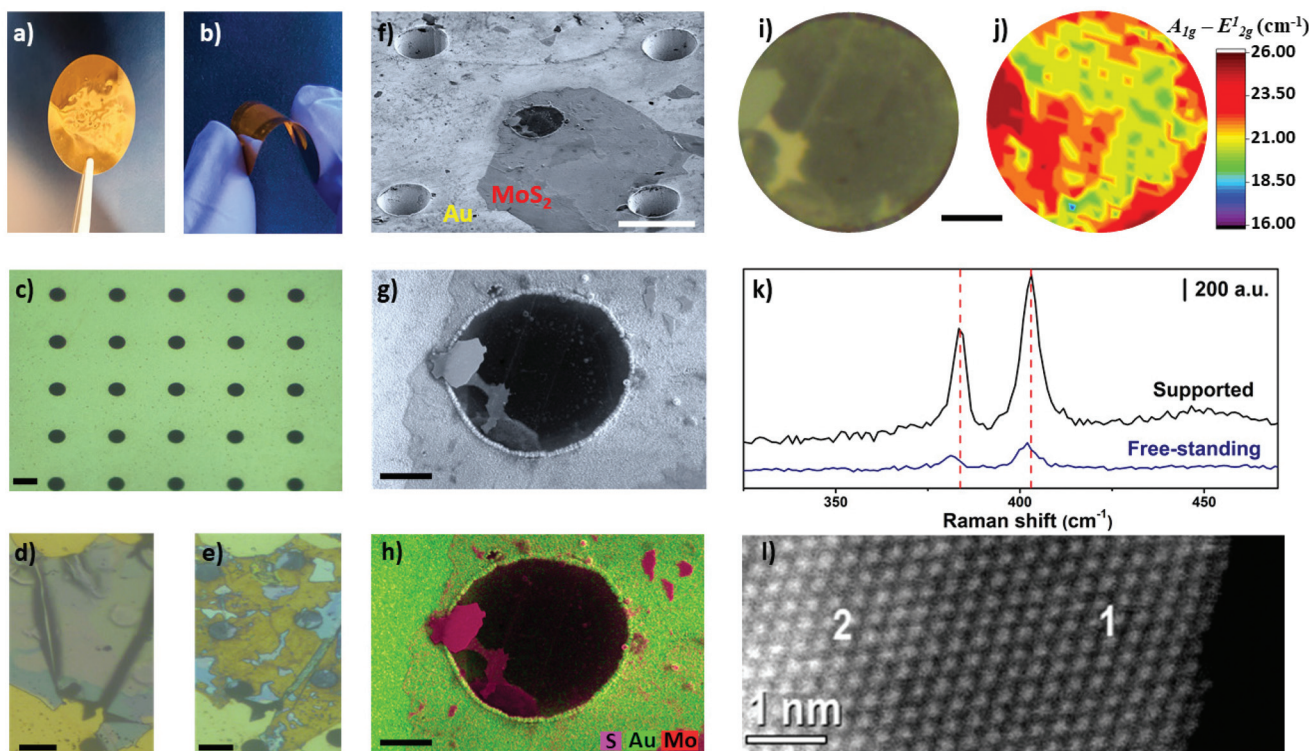 a)
b)
f)
Au
MoS2
i)
j)
A1g – E12g (cm-1)
26.00
23.50
21.00
18.50
16.00
c)
g)
k)
200 a.u.
Supported
Free-standing
350
400
450
Raman shift (cm-1)
d)
e)
h)
S Au Mo
l)
2
1
1 nm